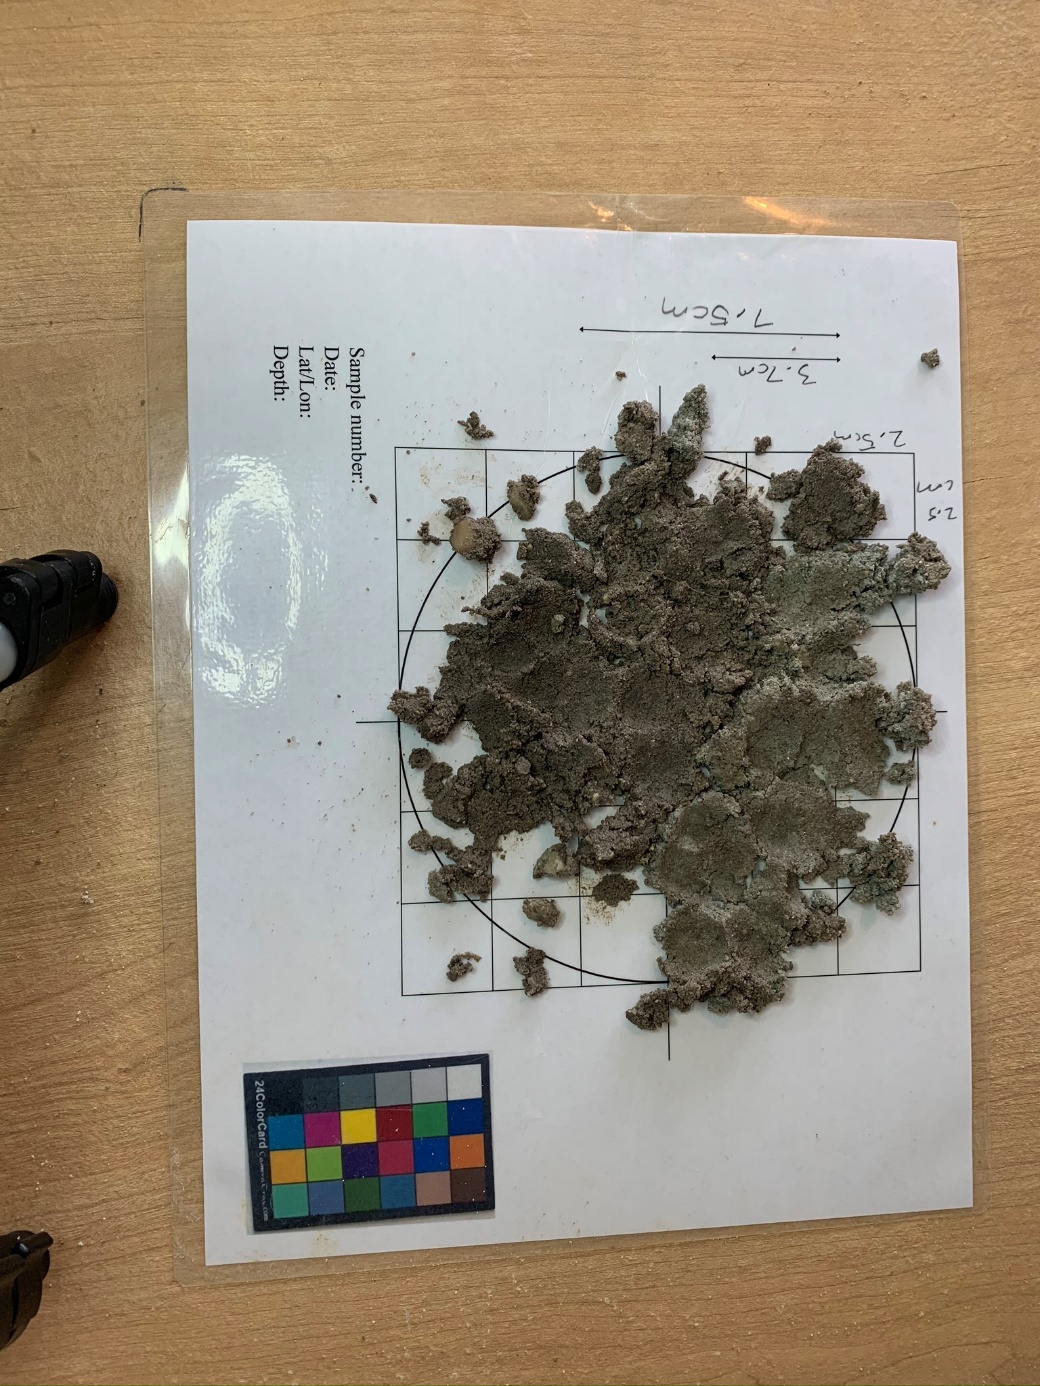 Sample number:
Date:
Lat/Lon:
Depth:
7.5cm
3.7cm
2.5cm
2.5
cm
24ColorCard